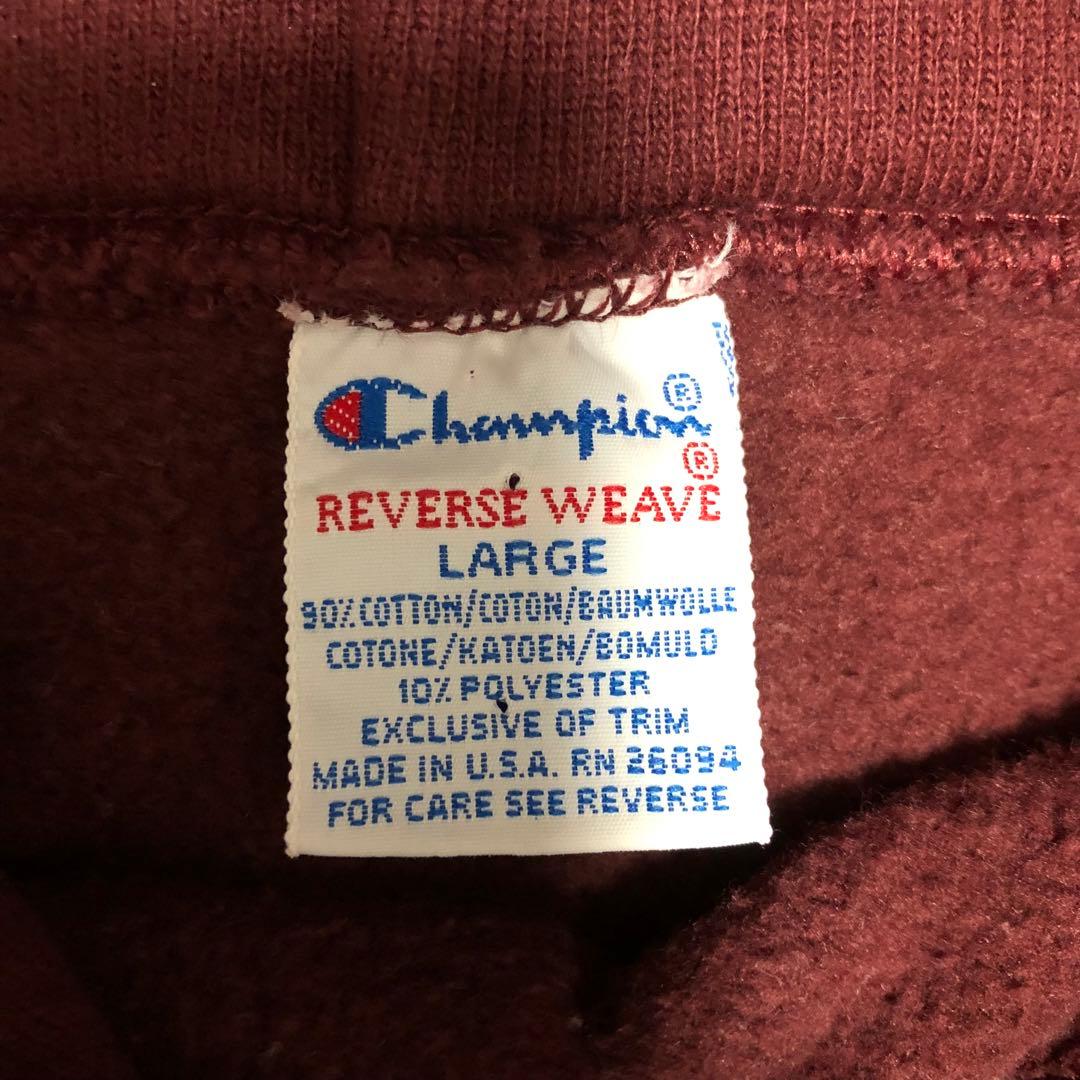 Champion®
REVERSE WEAVE®
LARGE
90% COTTON/COTON/BAUMWOLLE
COTONE/KATOEN/BOMULD
10% POLYESTER
EXCLUSIVE OF TRIM
MADE IN U.S.A. RN 26094
FOR CARE SEE REVERSE